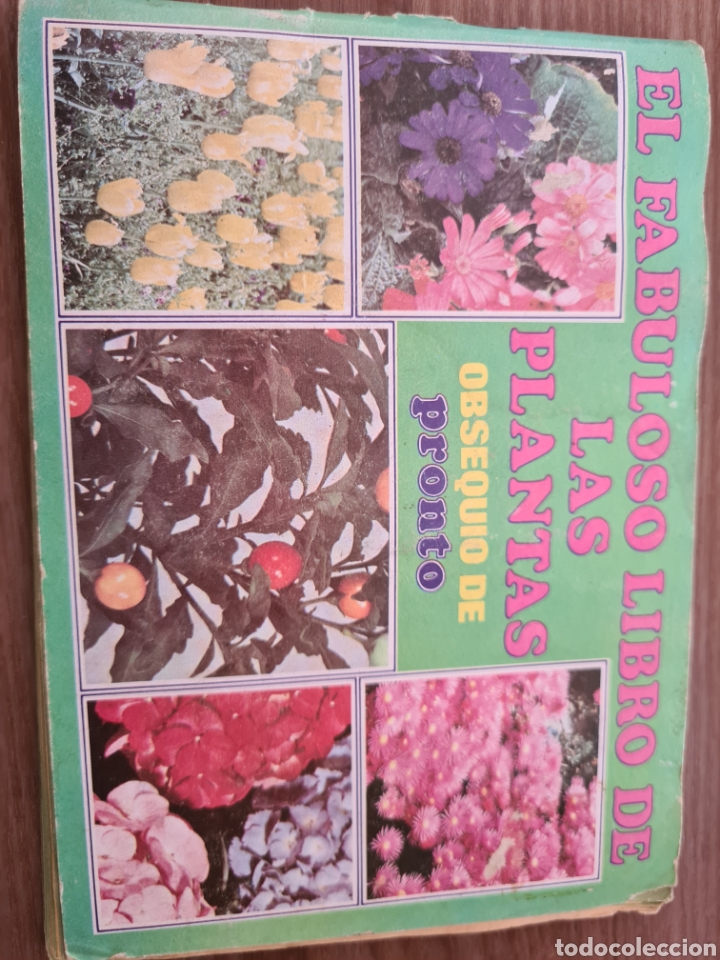 EL FABULOSO LIBRO DE
LAS
PLANTAS
OBSEQUIO DE
pronto
todocoleccion